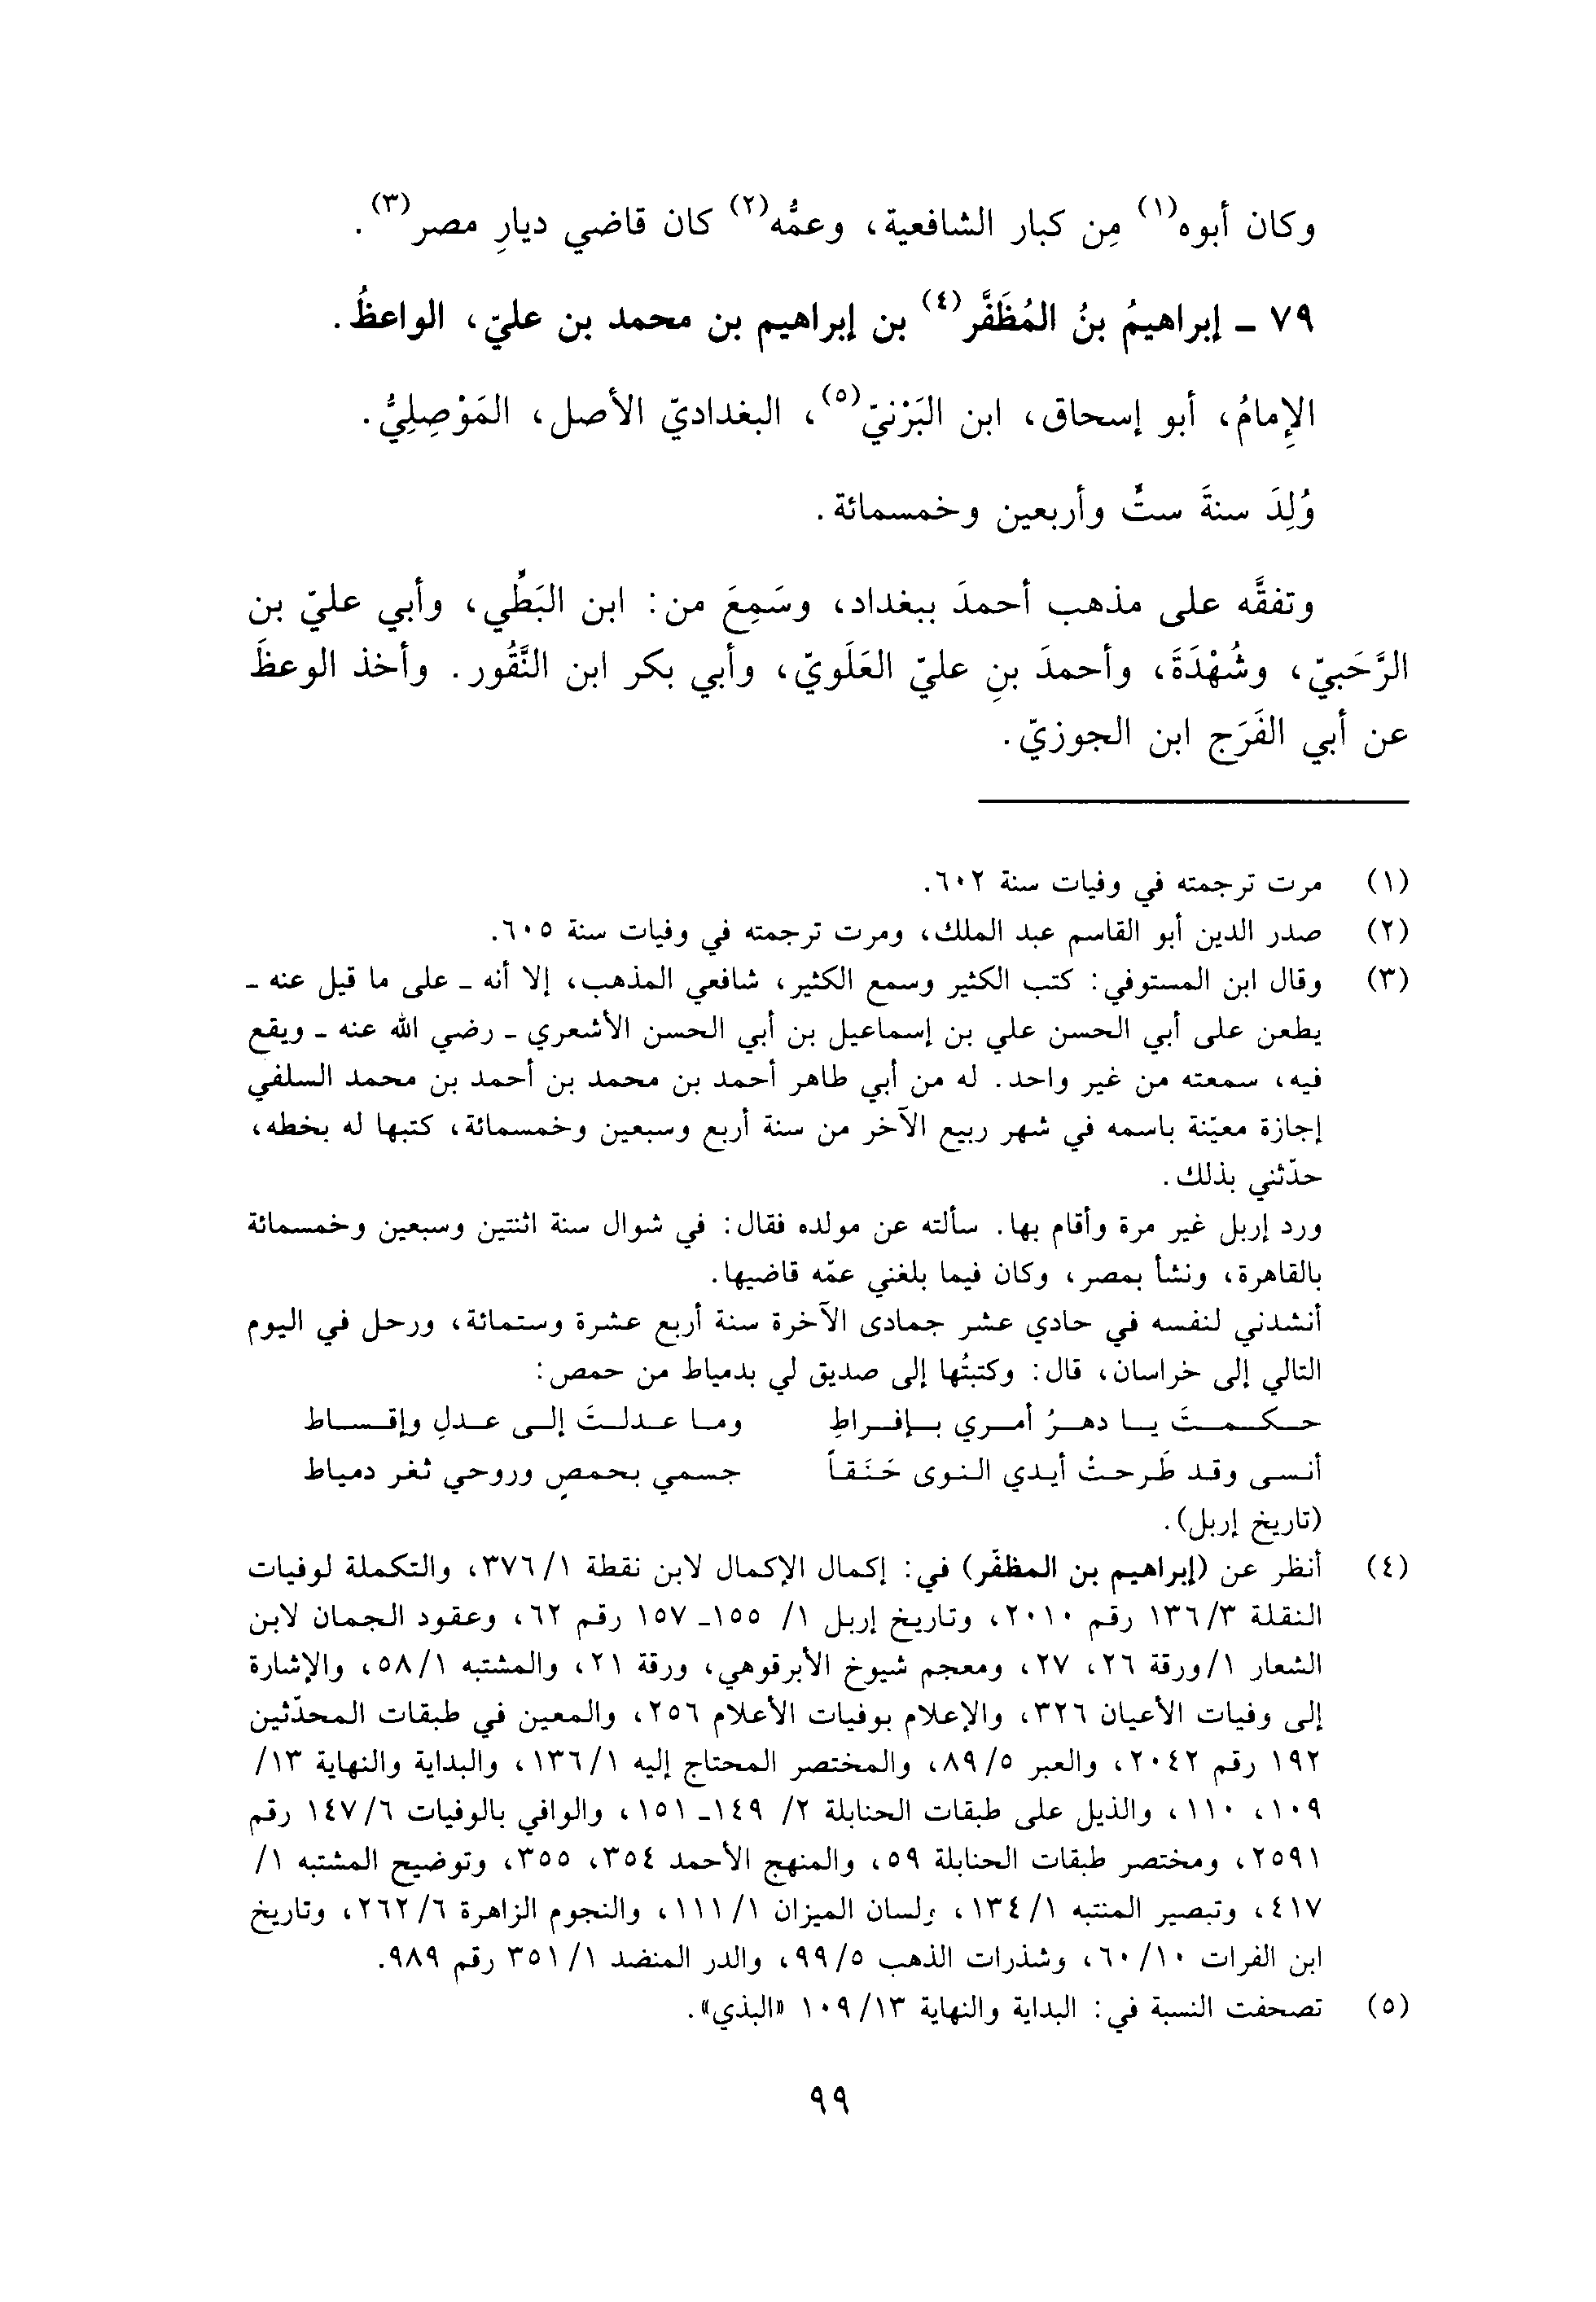 وكان أبوه(١) مِن كبار الشافعية، وعمُّه(٢) كان قاضي ديارِ مصر(٣).
٧٩ ـ إبراهيمُ بنُ المُظَفَّر(٤) بن إبراهيم بن محمد بن عليّ، الواعظُ.
الإمامُ، أبو إسحاق، ابن البَرْنيّ(٥)، البغداديّ الأصل، المَوْصِلِيُّ.
وُلِدَ سنةَ ستٍّ وأربعين وخمسمائة.
وتفقَّه على مذهب أحمدَ ببغداد، وسَمِعَ من: ابن البَطِّي، وأبي عليّ بن
الرَّحَبيّ، وشُهْدَةَ، وأحمدَ بنِ عليّ العَلَويّ، وأبي بكر ابن النَّقُور. وأخذ الوعظَ
عن أبي الفَرَج ابن الجوزيّ.
(١) مرت ترجمته في وفيات سنة ٦٠٢.
(٢) صدر الدين أبو القاسم عبد الملك، ومرت ترجمته في وفيات سنة ٦٠٥.
(٣) وقال ابن المستوفي: كتب الكثير وسمع الكثير، شافعي المذهب، إلا أنه ـ على ما قيل عنه ـ
يطعن على أبي الحسن علي بن إسماعيل بن أبي الحسن الأشعري ـ رضي الله عنه ـ ويقع
فيه، سمعته من غير واحد. له من أبي طاهر أحمد بن محمد بن أحمد بن محمد السلفي
إجازة معيّنة باسمه في شهر ربيع الآخر من سنة أربع وسبعين وخمسمائة، كتبها له بخطه،
حدّثني بذلك.
ورد إربل غير مرة وأقام بها. سألته عن مولده فقال: في شوال سنة اثنتين وسبعين وخمسمائة
بالقاهرة، ونشأ بمصر، وكان فيما بلغني عمّه قاضيها.
أنشدني لنفسه في حادي عشر جمادى الآخرة سنة أربع عشرة وستمائة، ورحل في اليوم
التالي إلى خراسان، قال: وكتبتُها إلى صديق لي بدمياط من حمص:
حكمتَ يا دهرُ أمري بإفراطِ وما عدلتَ إلى عدلِ وإقساط
أنسى وقد طَرحتْ أيدي النوى حَنَقاً جسمي بحمصٍ وروحي ثغر دمياط
(تاريخ إربل).
(٤) أنظر عن (إبراهيم بن المظفّر) في: إكمال الإكمال لابن نقطة ١/ ٣٧٦، والتكملة لوفيات
النقلة ٣/ ١٣٦ رقم ٢٠١٠، وتاريخ إربل ١/ ١٥٥ـ ١٥٧ رقم ٦٢، وعقود الجمان لابن
الشعار ١/ورقة ٢٦، ٢٧، ومعجم شيوخ الأبرقوهي، ورقة ٢١، والمشتبه ١/ ٥٨، والإشارة
إلى وفيات الأعيان ٣٢٦، والإعلام بوفيات الأعلام ٢٥٦، والمعين في طبقات المحدّثين
١٩٢ رقم ٢٠٤٢، والعبر ٥/ ٨٩، والمختصر المحتاج إليه ١/ ١٣٦، والبداية والنهاية ١٣/
١٠٩، ١١٠، والذيل على طبقات الحنابلة ٢/ ١٤٩ـ ١٥١، والوافي بالوفيات ٦/ ١٤٧ رقم
٢٥٩١، ومختصر طبقات الحنابلة ٥٩، والمنهج الأحمد ٣٥٤، ٣٥٥، وتوضيح المشتبه ١/
٤١٧، وتبصير المنتبه ١/ ١٣٤، ولسان الميزان ١/ ١١١، والنجوم الزاهرة ٦/ ٢٦٢، وتاريخ
ابن الفرات ١٠/ ٦٠، وشذرات الذهب ٥/ ٩٩، والدر المنضد ١/ ٣٥١ رقم ٩٨٩.
(٥) تصحفت النسبة في: البداية والنهاية ١٣/ ١٠٩ «البذي».
٩٩